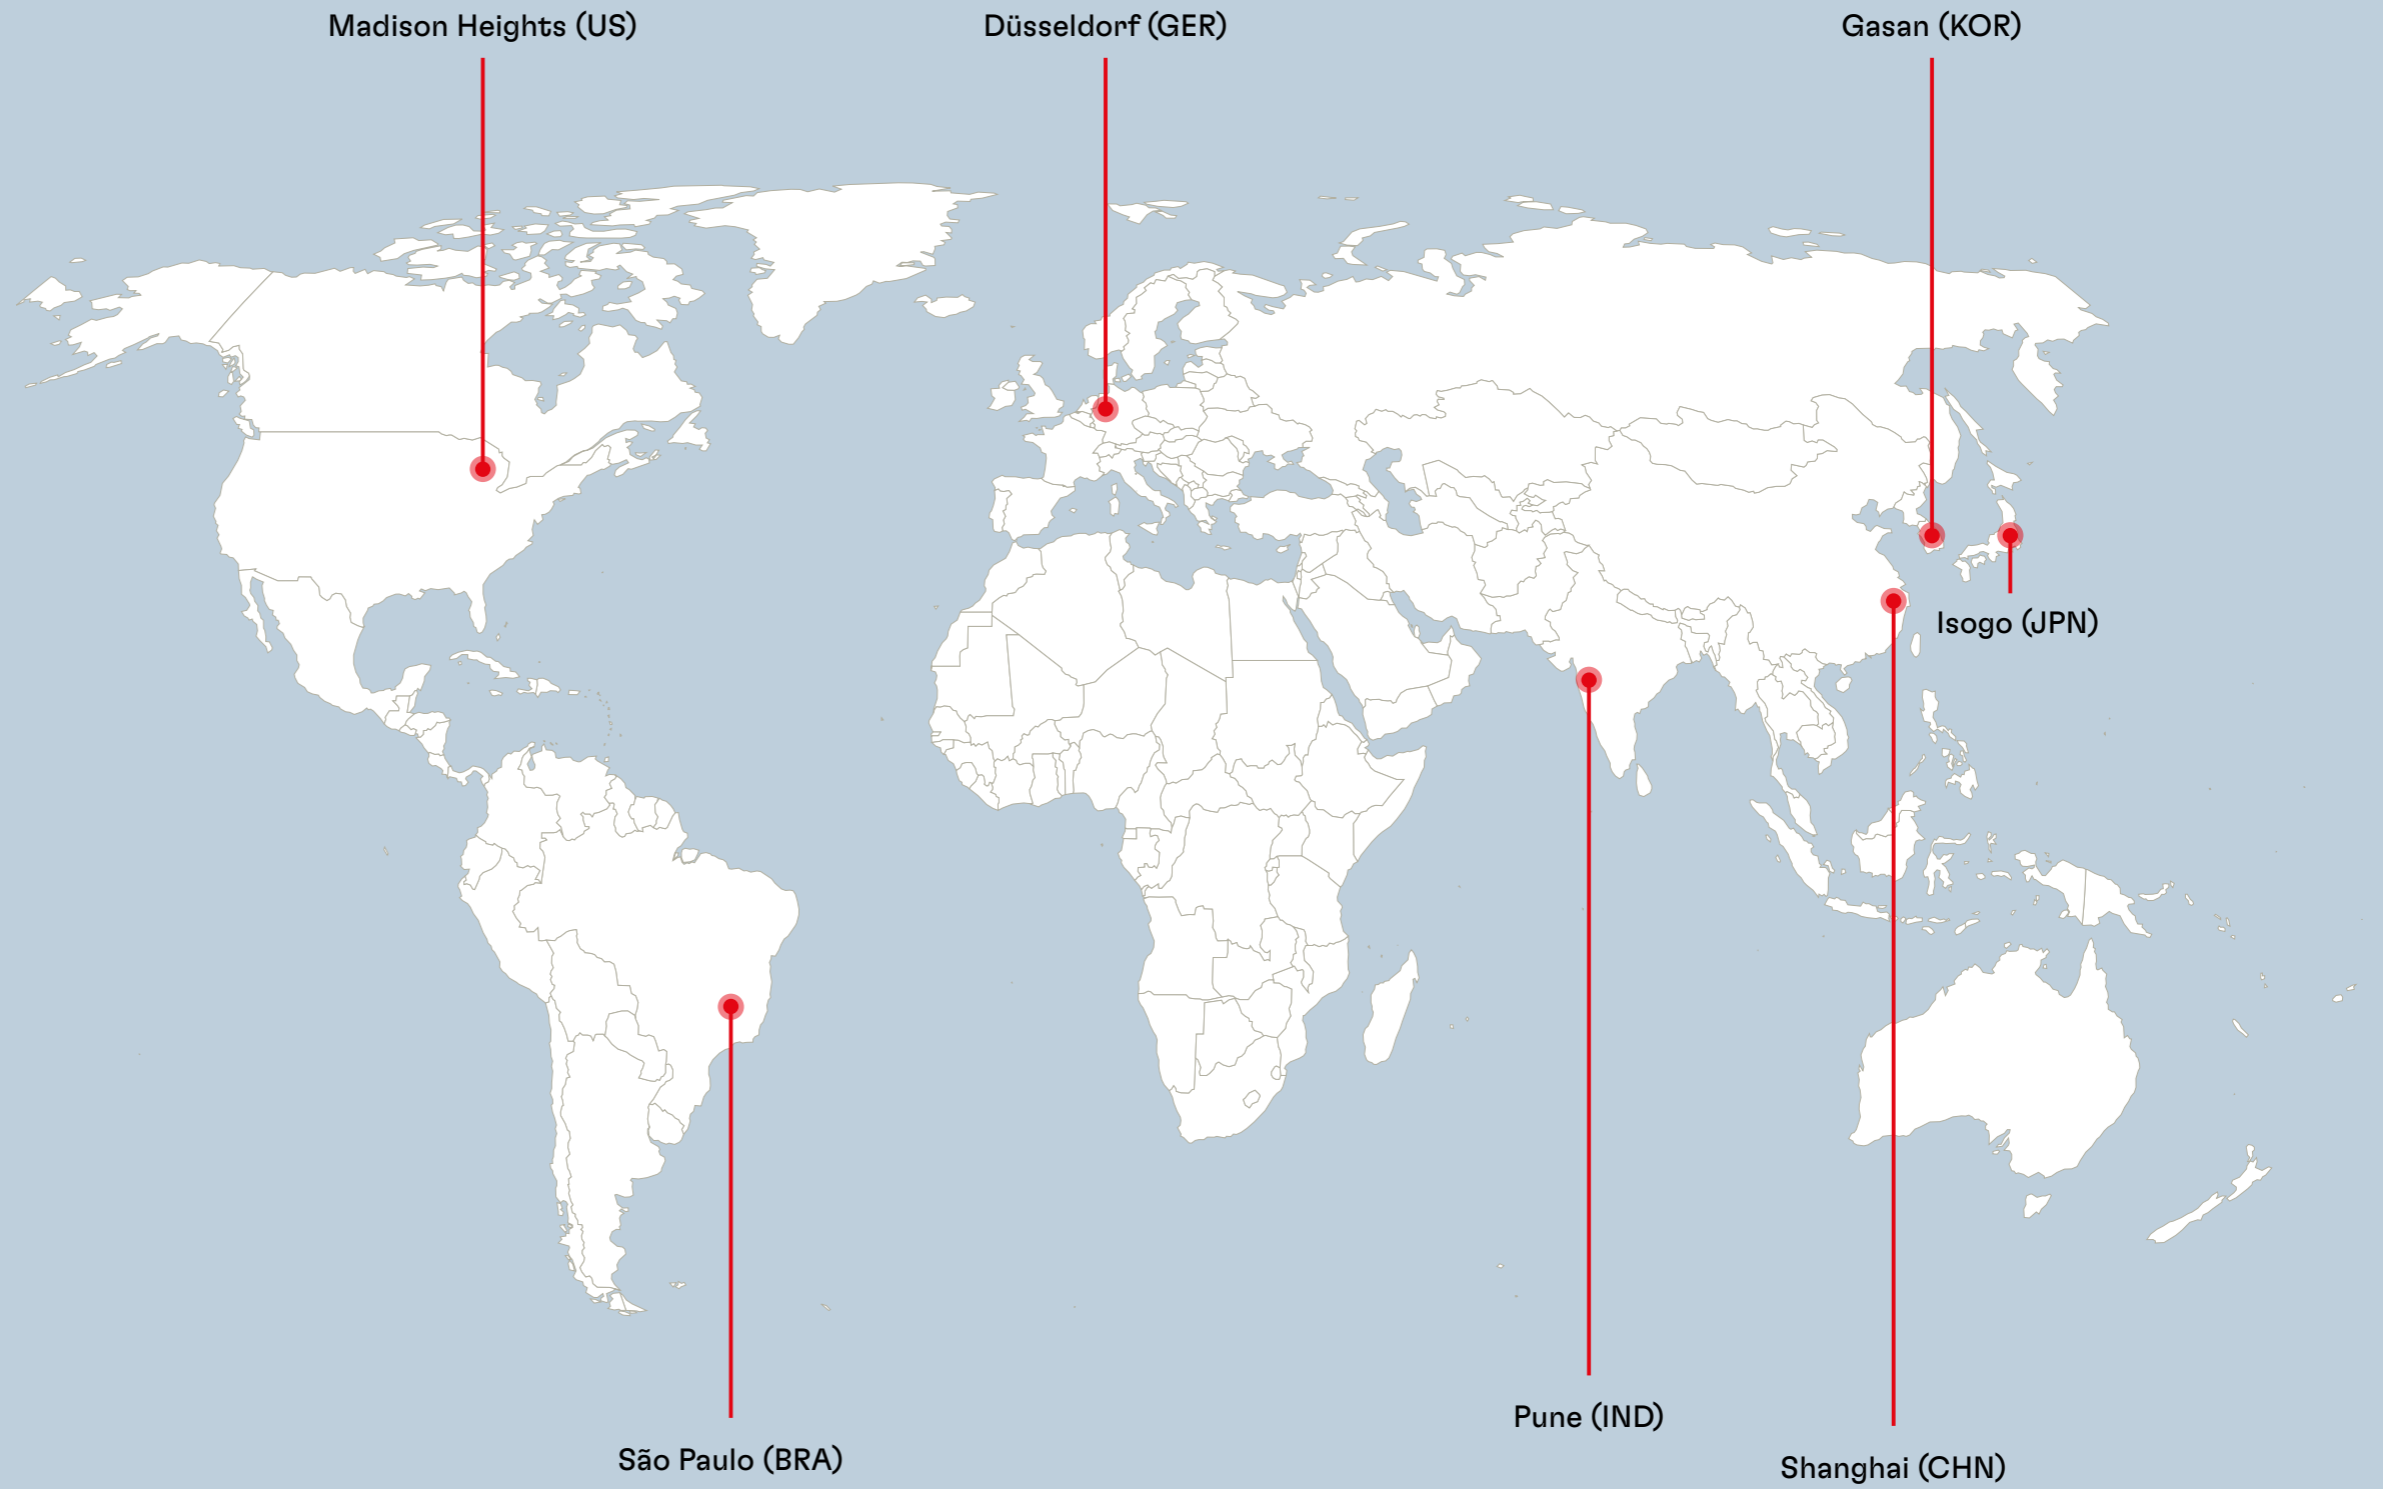 Madison Heights (US)
Düsseldorf (GER)
Gasan (KOR)
Isogo (JPN)
Pune (IND)
São Paulo (BRA)
Shanghai (CHN)